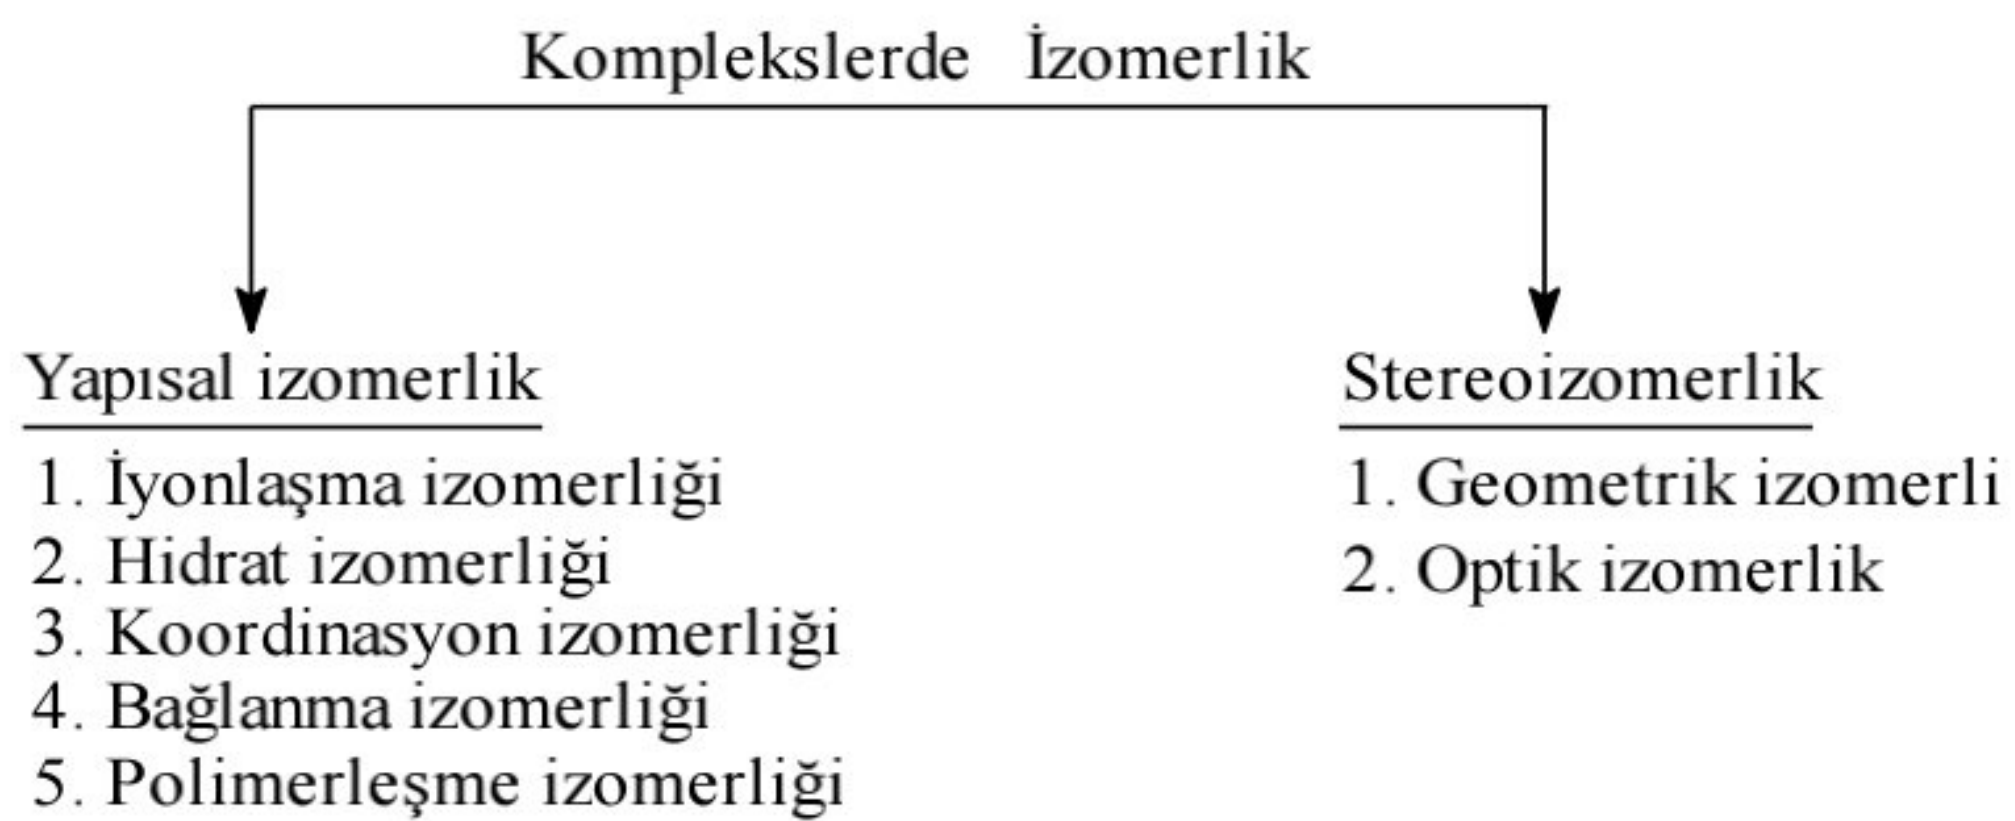 Komplekslerde İzomerlik
Yapısal izomerlik
1. İyonlaşma izomerliği
2. Hidrat izomerliği
3. Koordinasyon izomerliği
4. Bağlanma izomerliği
5. Polimerleşme izomerliği
Stereoizomerlik
1. Geometrik izomerli
2. Optik izomerlik